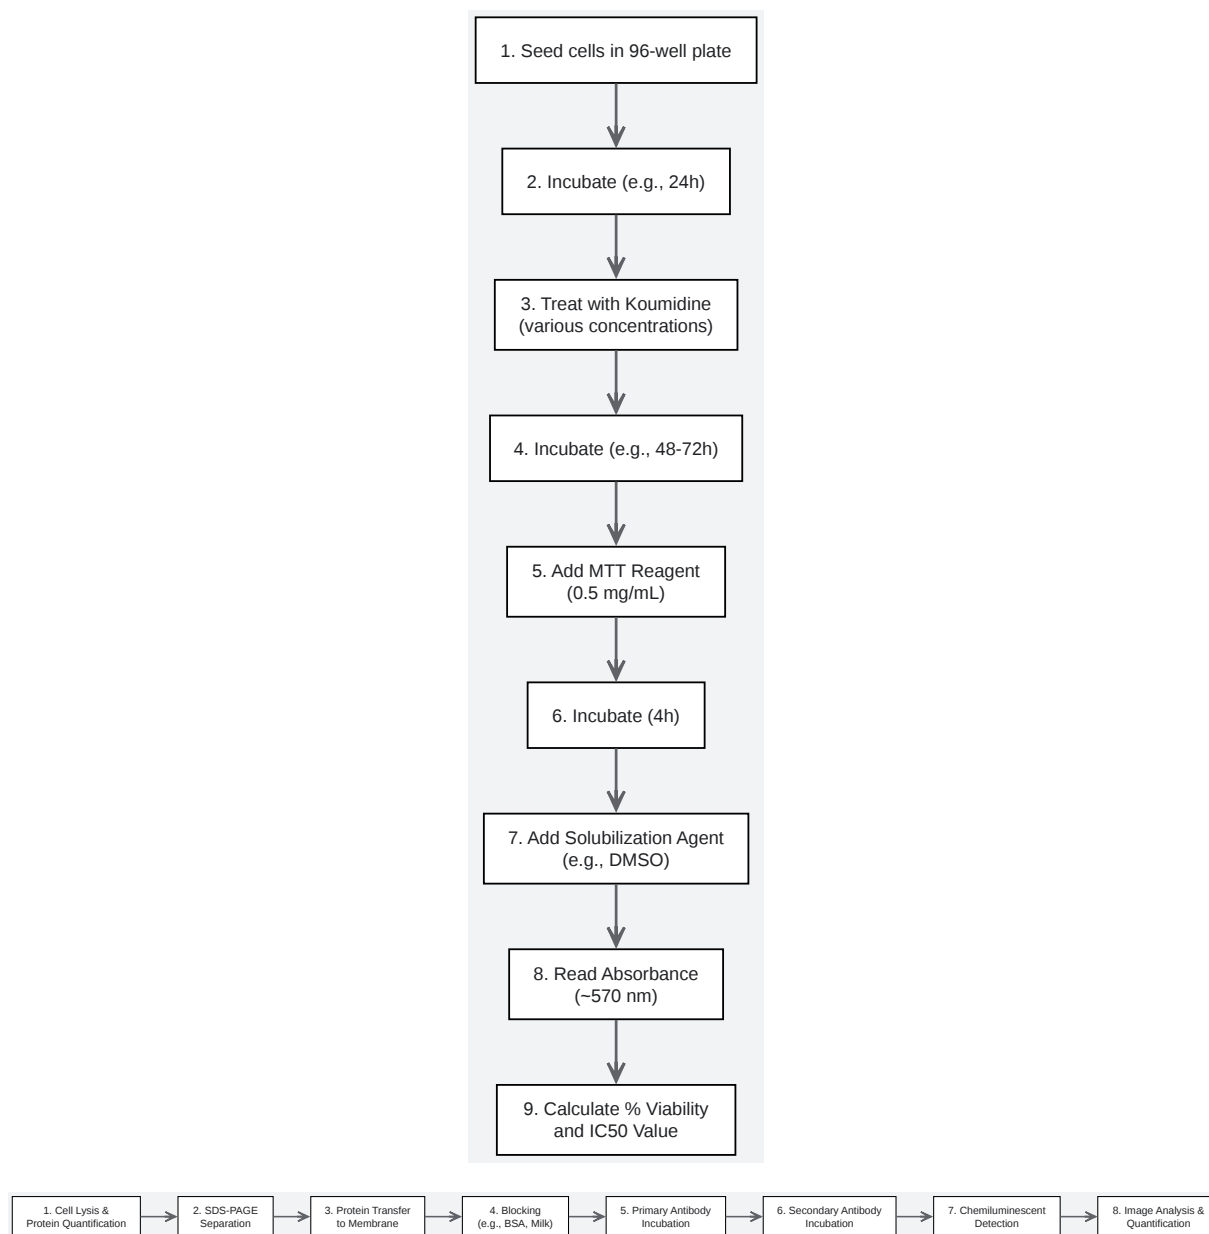 1. Seed cells in 96-well plate
2. Incubate (e.g., 24h)
3. Treat with Koumidine
(various concentrations)
4. Incubate (e.g., 48-72h)
5. Add MTT Reagent
(0.5 mg/mL)
6. Incubate (4h)
7. Add Solubilization Agent
(e.g., DMSO)
8. Read Absorbance
(~570 nm)
9. Calculate % Viability
and IC50 Value
1. Cell Lysis &
Protein Quantification
2. SDS-PAGE
Separation
3. Protein Transfer
to Membrane
4. Blocking
(e.g., BSA, Milk)
5. Primary Antibody
Incubation
6. Secondary Antibody
Incubation
7. Chemiluminescent
Detection
8. Image Analysis &
Quantification